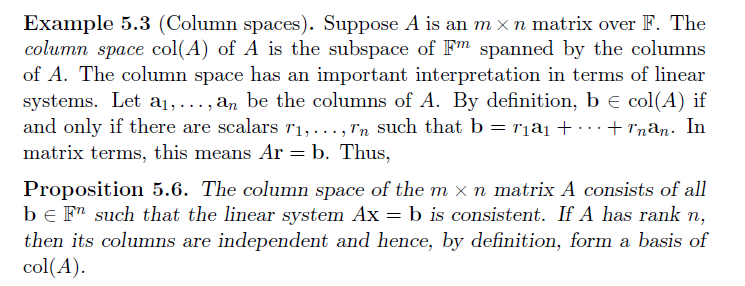 Example 5.3 (Column spaces). Suppose A is an m × n matrix over 𝔽. The
column space col(A) of A is the subspace of 𝔽ᵐ spanned by the columns
of A. The column space has an important interpretation in terms of linear
systems. Let a₁, . . . , aₙ be the columns of A. By definition, b ∈ col(A) if
and only if there are scalars r₁, . . . , rₙ such that b = r₁a₁ + · · · + rₙaₙ. In
matrix terms, this means Ar = b. Thus,
Proposition 5.6. The column space of the m × n matrix A consists of all
b ∈ 𝔽ⁿ such that the linear system Ax = b is consistent. If A has rank n,
then its columns are independent and hence, by definition, form a basis of
col(A).